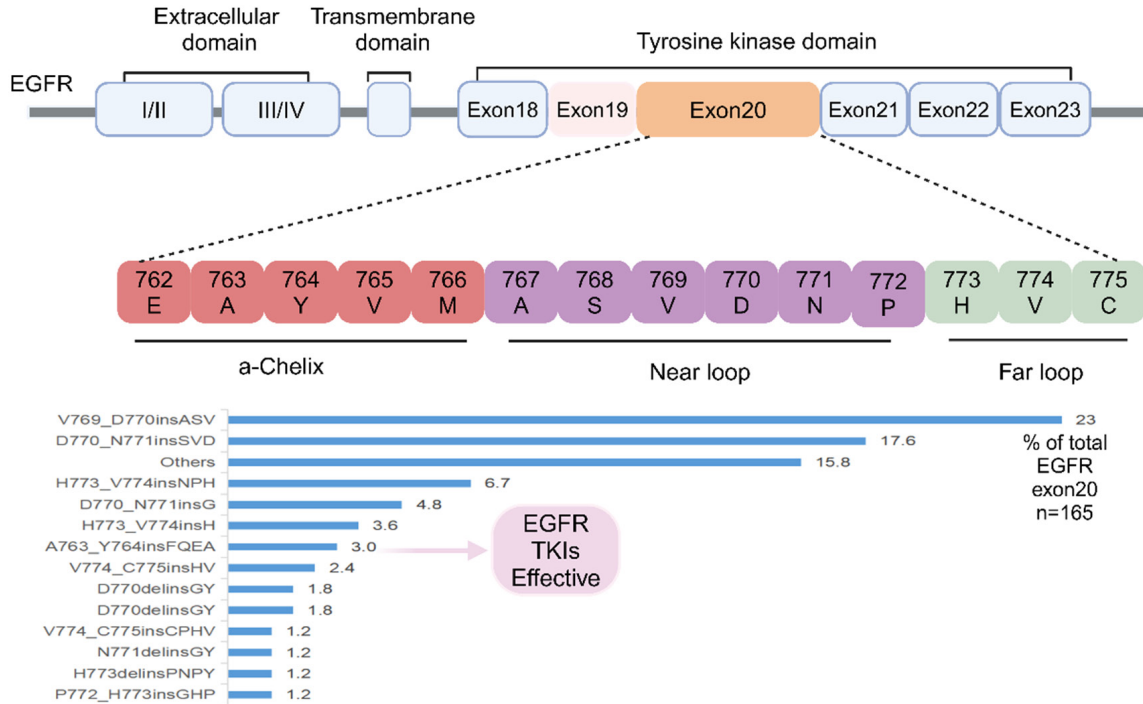 Extracellular
domain
Transmembrane
domain
Tyrosine kinase domain
EGFR
I/II
III/IV
Exon18
Exon19
Exon20
Exon21
Exon22
Exon23
762
E
763
A
764
Y
765
V
766
M
767
A
768
S
769
V
770
D
771
N
772
P
773
H
774
V
775
C
a-Chelix
Near loop
Far loop
V769_D770insASV 23
D770_N771insSVD 17.6
Others 15.8
H773_V774insNPH 6.7
D770_N771insG 4.8
H773_V774insH 3.6
A763_Y764insFQEA 3.0
V774_C775insHV 2.4
D770delinsGY 1.8
D770delinsGY 1.8
V774_C775insCPHV 1.2
N771delinsGY 1.2
H773delinsPNPY 1.2
P772_H773insGHP 1.2
% of total
EGFR
exon20
n=165
EGFR
TKIs
Effective